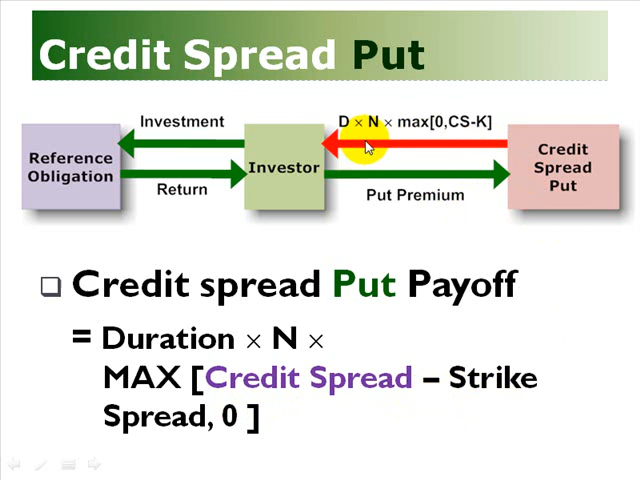 Credit Spread Put
Investment
D × N × max[0,CS-K]
Reference
Obligation
Investor
Credit
Spread
Put
Return
Put Premium
Credit spread Put Payoff
= Duration × N ×
MAX [Credit Spread – Strike
Spread, 0 ]